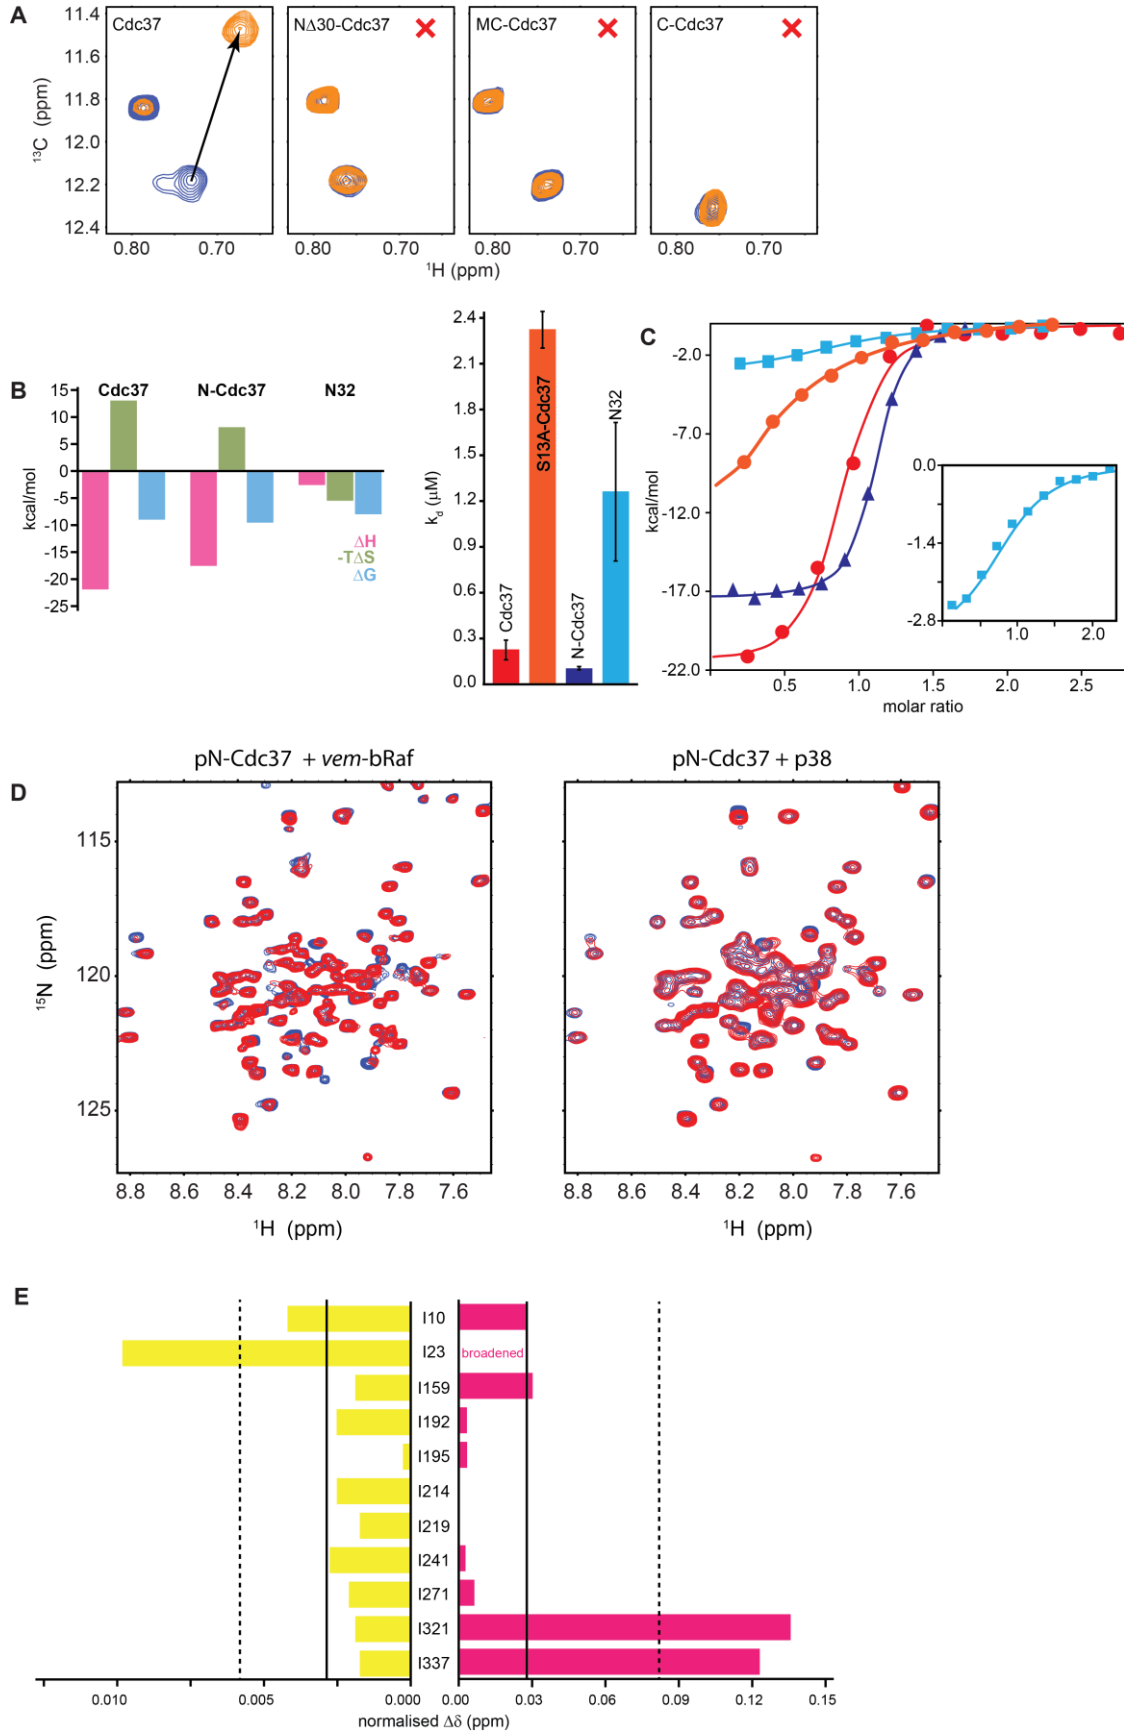 A
Cdc37
NΔ30-Cdc37
MC-Cdc37
C-Cdc37
11.4
11.6
11.8
12.0
12.2
12.4
¹³C (ppm)
0.80 0.70 0.80 0.70 0.80 0.70 0.80 0.70
¹H (ppm)
B
Cdc37 N-Cdc37 N32
15
10
5
0
-5
-10
-15
-20
-25
kcal/mol
ΔH
-TΔS
ΔG
2.4
2.1
1.8
1.5
1.2
0.9
0.6
0.3
0.0
k_d (μM)
Cdc37
S13A-Cdc37
N-Cdc37
N32
C
-2.0
-7.0
-12.0
-17.0
-22.0
kcal/mol
0.5 1.0 1.5 2.0 2.5
molar ratio
0.0
-1.4
-2.8
1.0 2.0
D
pN-Cdc37 + vem-bRaf
pN-Cdc37 + p38
115
120
125
¹⁵N (ppm)
8.8 8.6 8.4 8.2 8.0 7.8 7.6
8.8 8.6 8.4 8.2 8.0 7.8 7.6
¹H (ppm)
¹H (ppm)
E
I10
I23
broadened
I159
I192
I195
I214
I219
I241
I271
I321
I337
0.010 0.005 0.000 0.00 0.03 0.06 0.09 0.12 0.15
normalised Δδ (ppm)